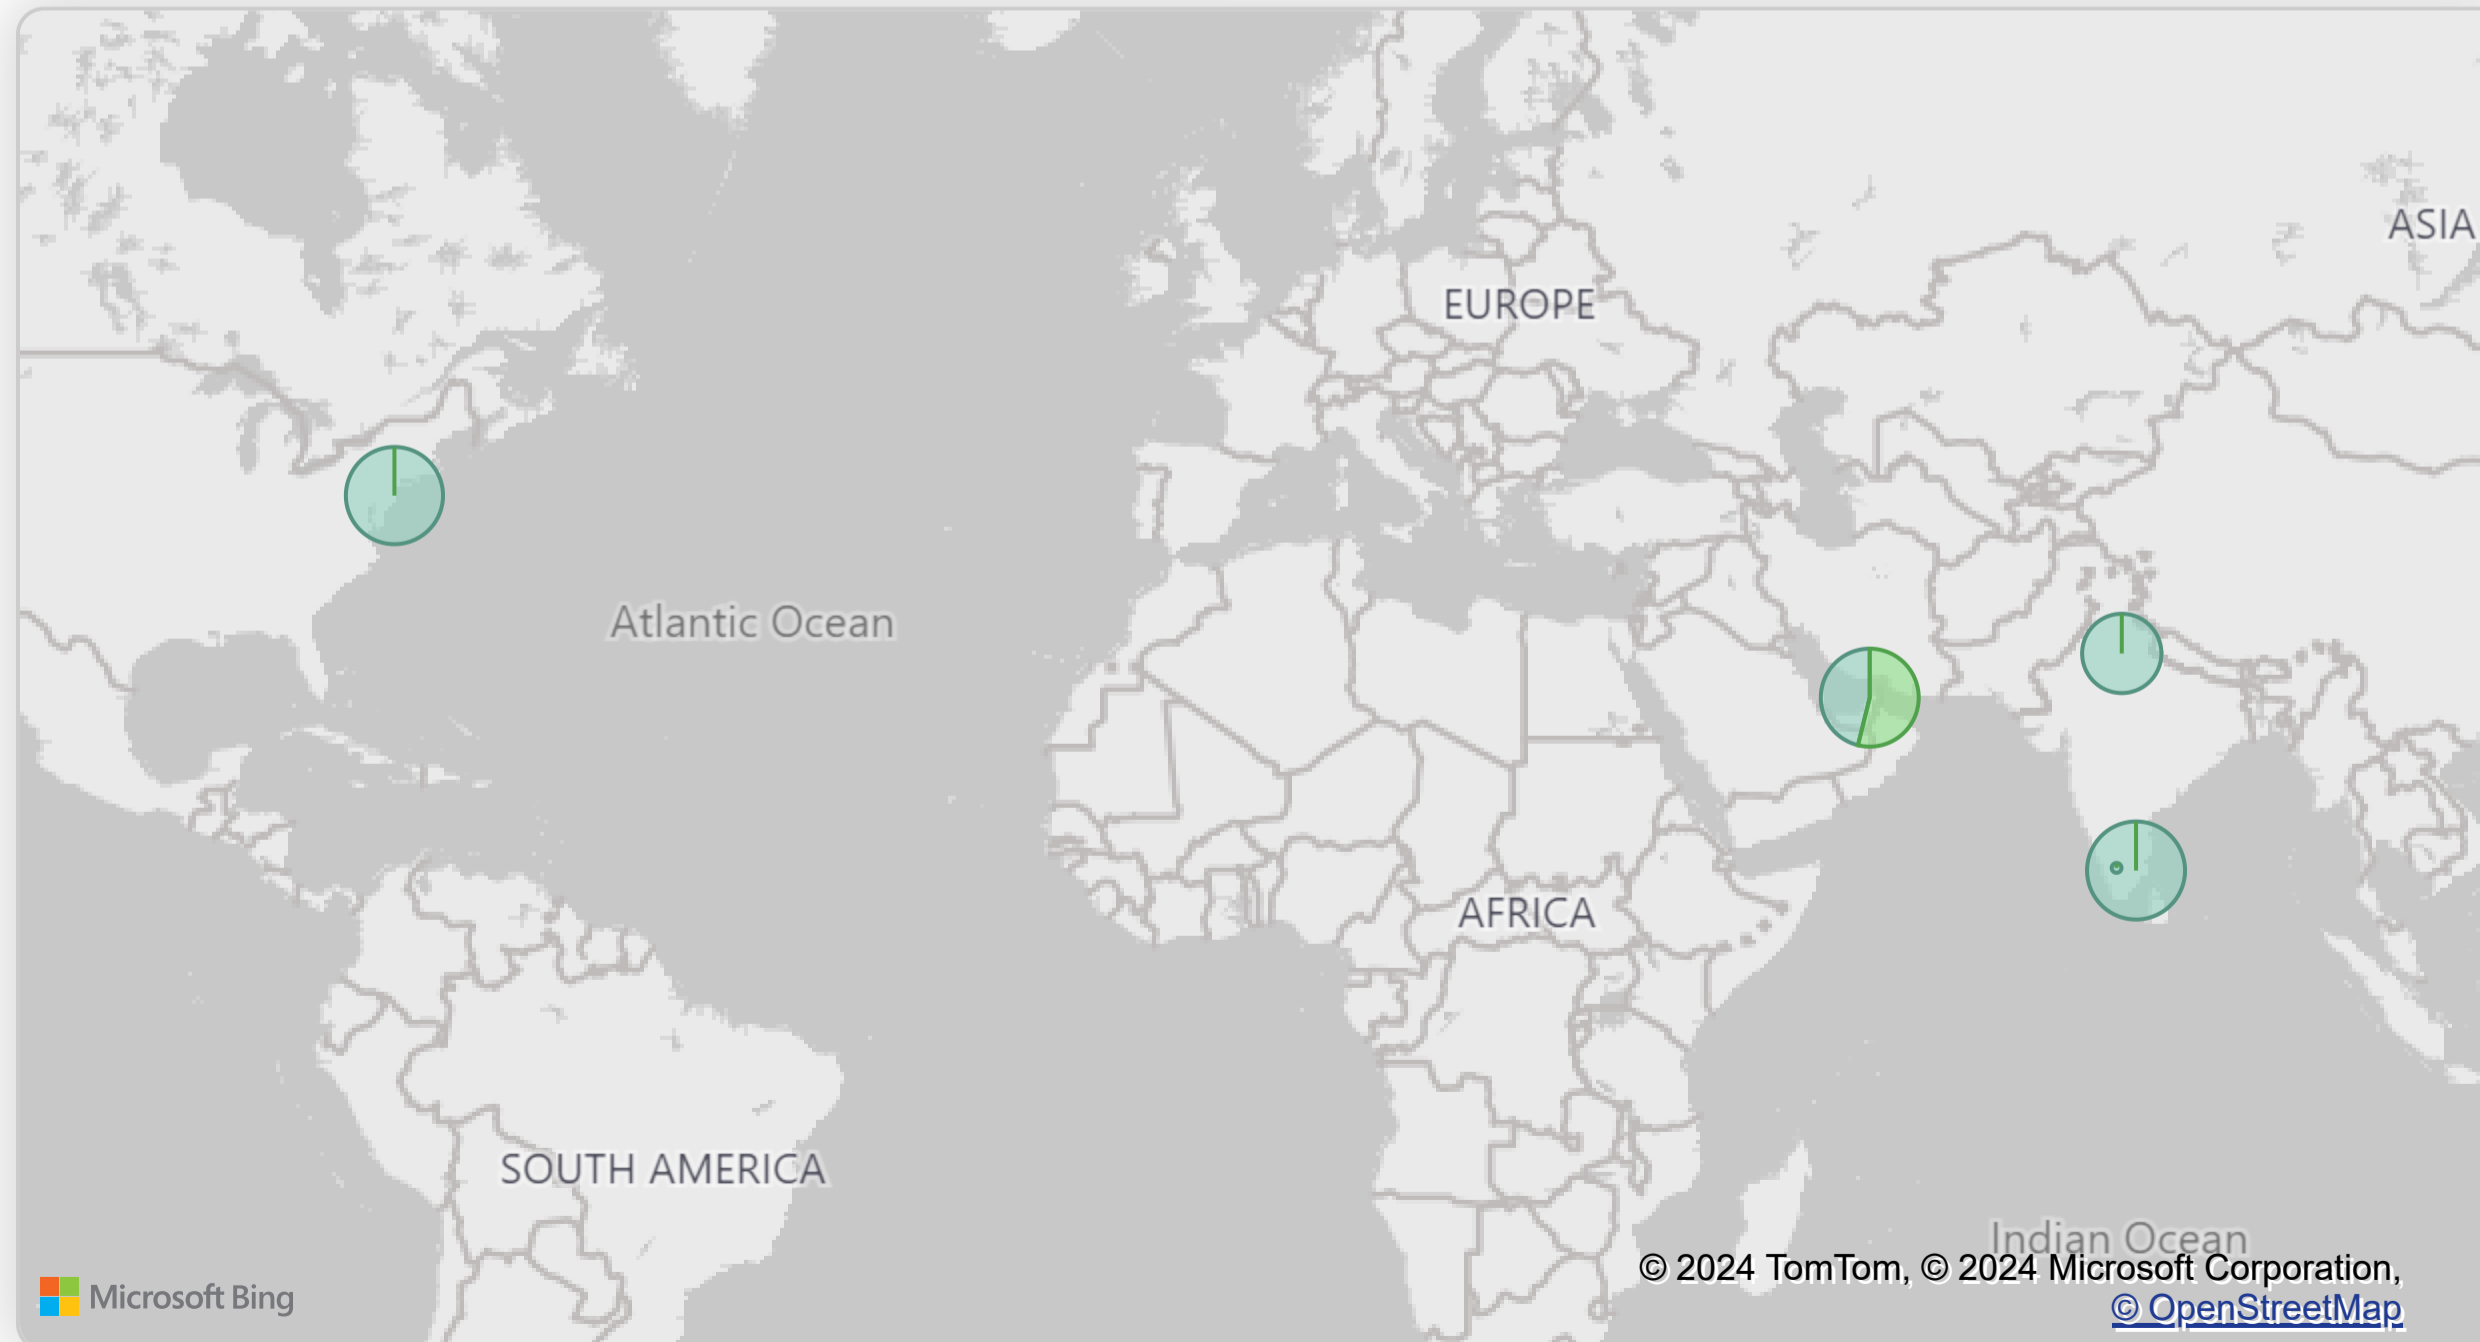 ASIA
EUROPE
Atlantic Ocean
AFRICA
SOUTH AMERICA
Indian Ocean
© 2024 TomTom, © 2024 Microsoft Corporation,
© OpenStreetMap
Microsoft Bing